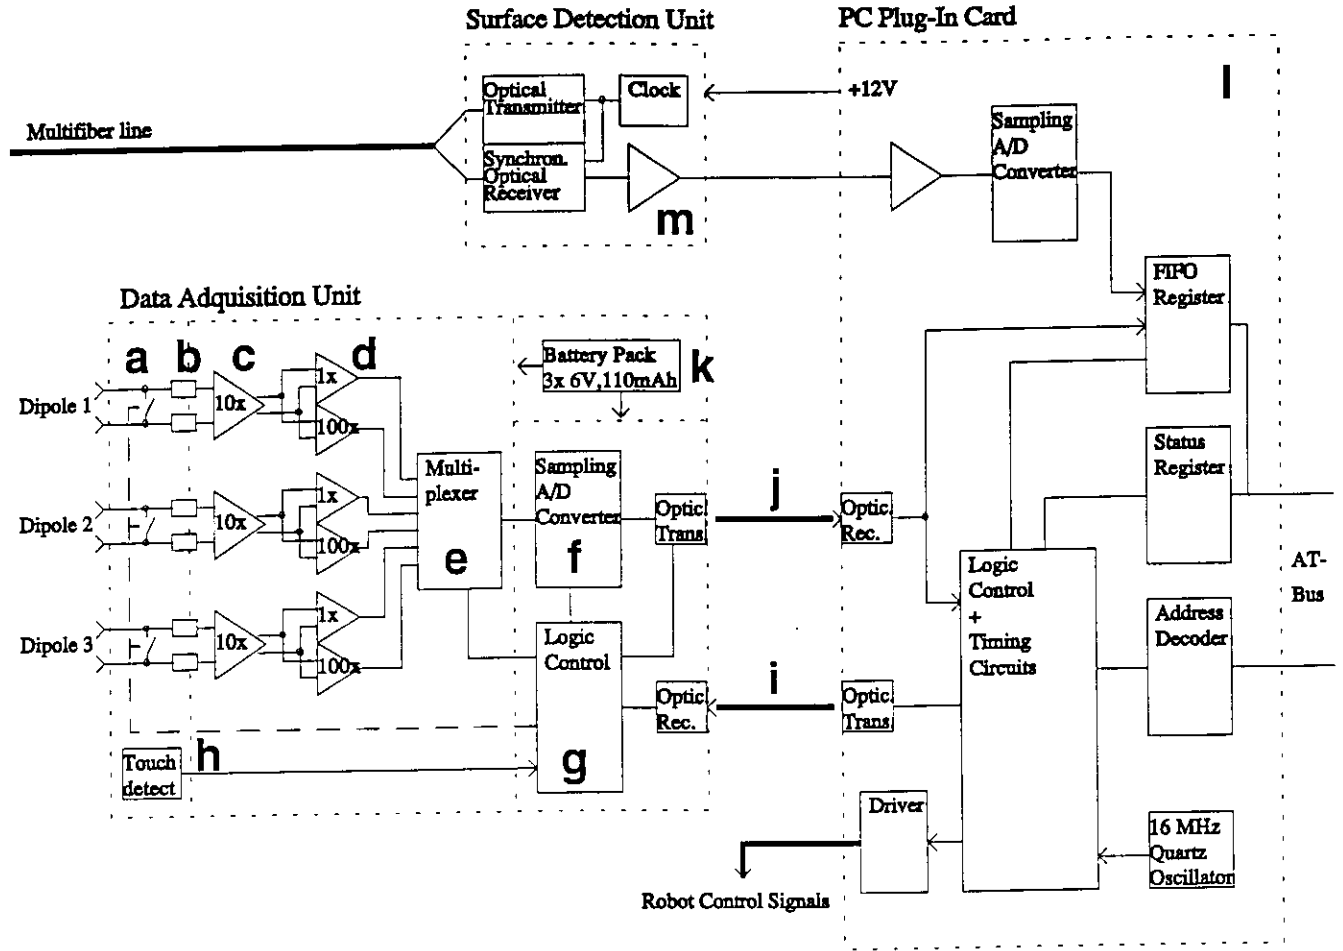 Surface Detection Unit
PC Plug-In Card
Optical
Transmitter
Clock
+12V
l
Multifiber line
Synchron.
Optical
Receiver
m
Sampling
A/D
Converter
FIFO
Register
Data Adquisition Unit
a
b
c
d
Battery Pack
3x 6V,110mAh
k
Dipole 1
10x
1x
100x
Multi-
plexer
e
Sampling
A/D
Converter
f
Optic.
Trans.
j
Optic.
Rec.
Status
Register
Dipole 2
10x
1x
100x
AT-
Bus
Logic
Control
+
Timing
Circuits
Address
Decoder
Dipole 3
10x
1x
100x
Logic
Control
g
Optic.
Rec.
i
Optic.
Trans
h
Touch
detect
Driver
16 MHz
Quartz
Oscillator
Robot Control Signals